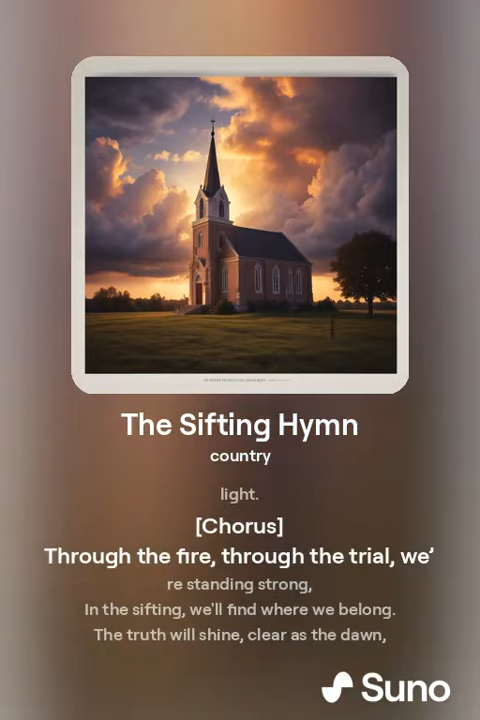 The Sifting Hymn
country
light.
[Chorus]
Through the fire, through the trial, we’
re standing strong,
In the sifting, we'll find where we belong.
The truth will shine, clear as the dawn,
Suno